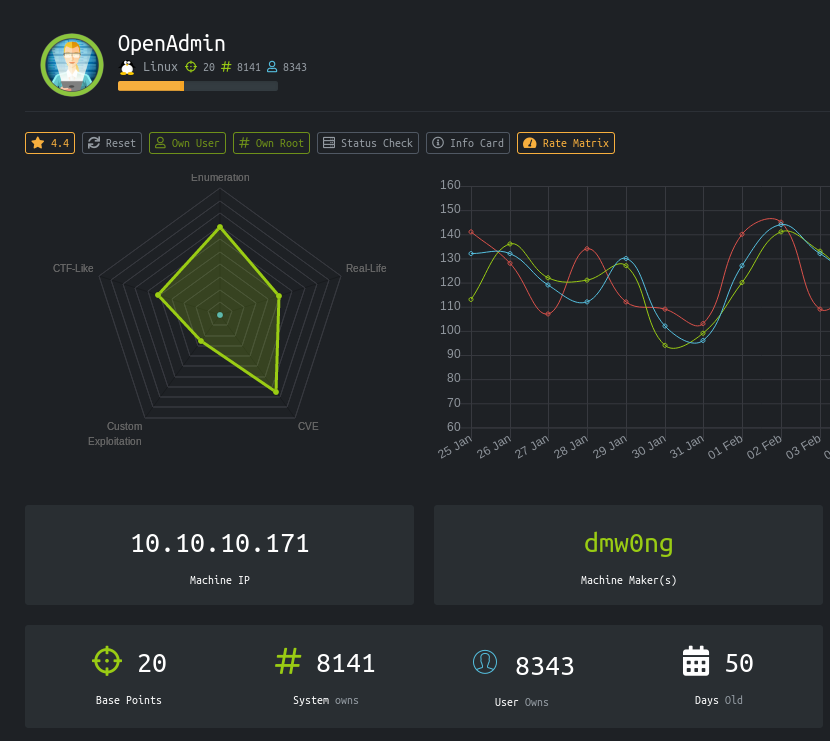 OpenAdmin
Linux 20 8141 8343
4.4 Reset Own User Own Root Status Check Info Card Rate Matrix
Enumeration
CTF-Like
Real-Life
Custom
Exploitation
CVE
160
150
140
130
120
110
100
90
80
70
60
25 Jan 26 Jan 27 Jan 28 Jan 29 Jan 30 Jan 31 Jan 01 Feb 02 Feb 03 Feb
10.10.10.171
Machine IP
dmw0ng
Machine Maker(s)
20
Base Points
8141
System owns
8343
User Owns
50
Days Old